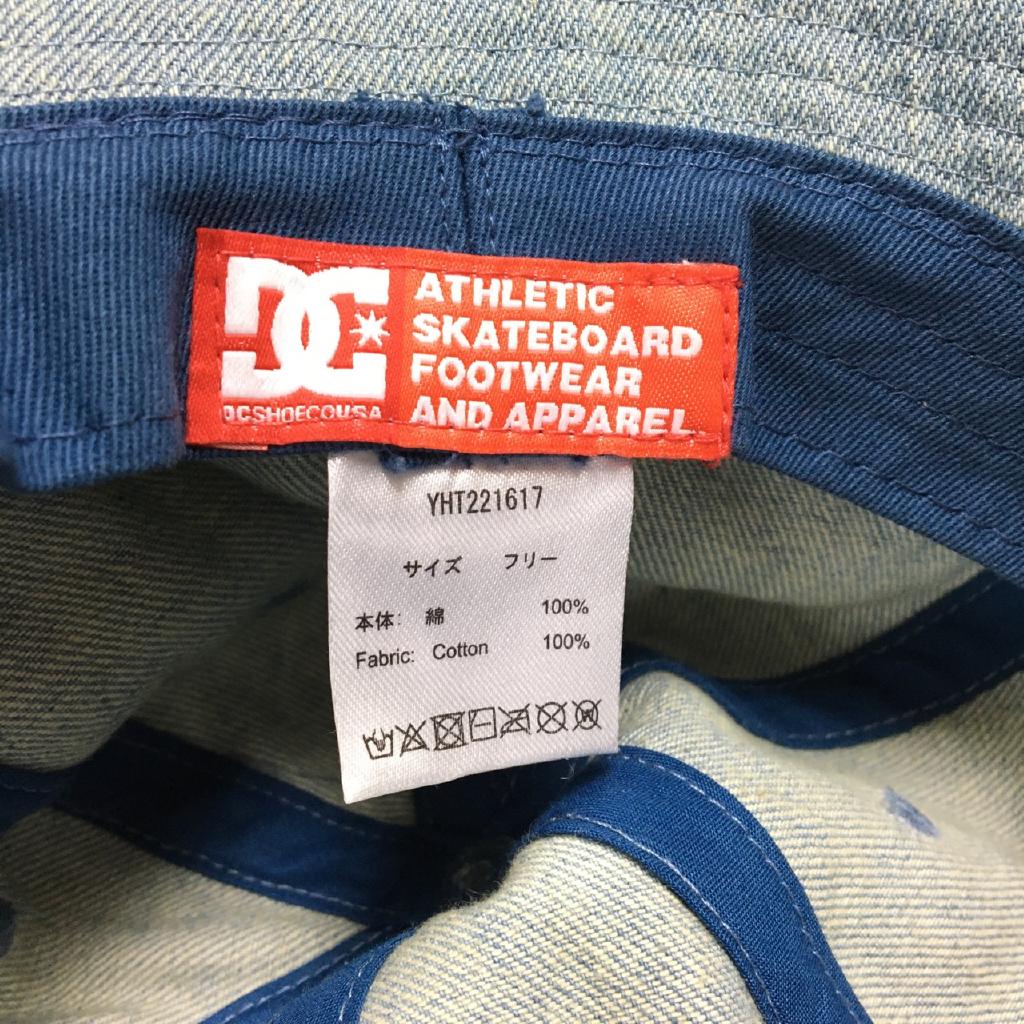 DC
DCSHOECOUSA
ATHLETIC
SKATEBOARD
FOOTWEAR
AND APPAREL
YHT221617
サイズ フリー
本体: 綿 100%
Fabric: Cotton 100%